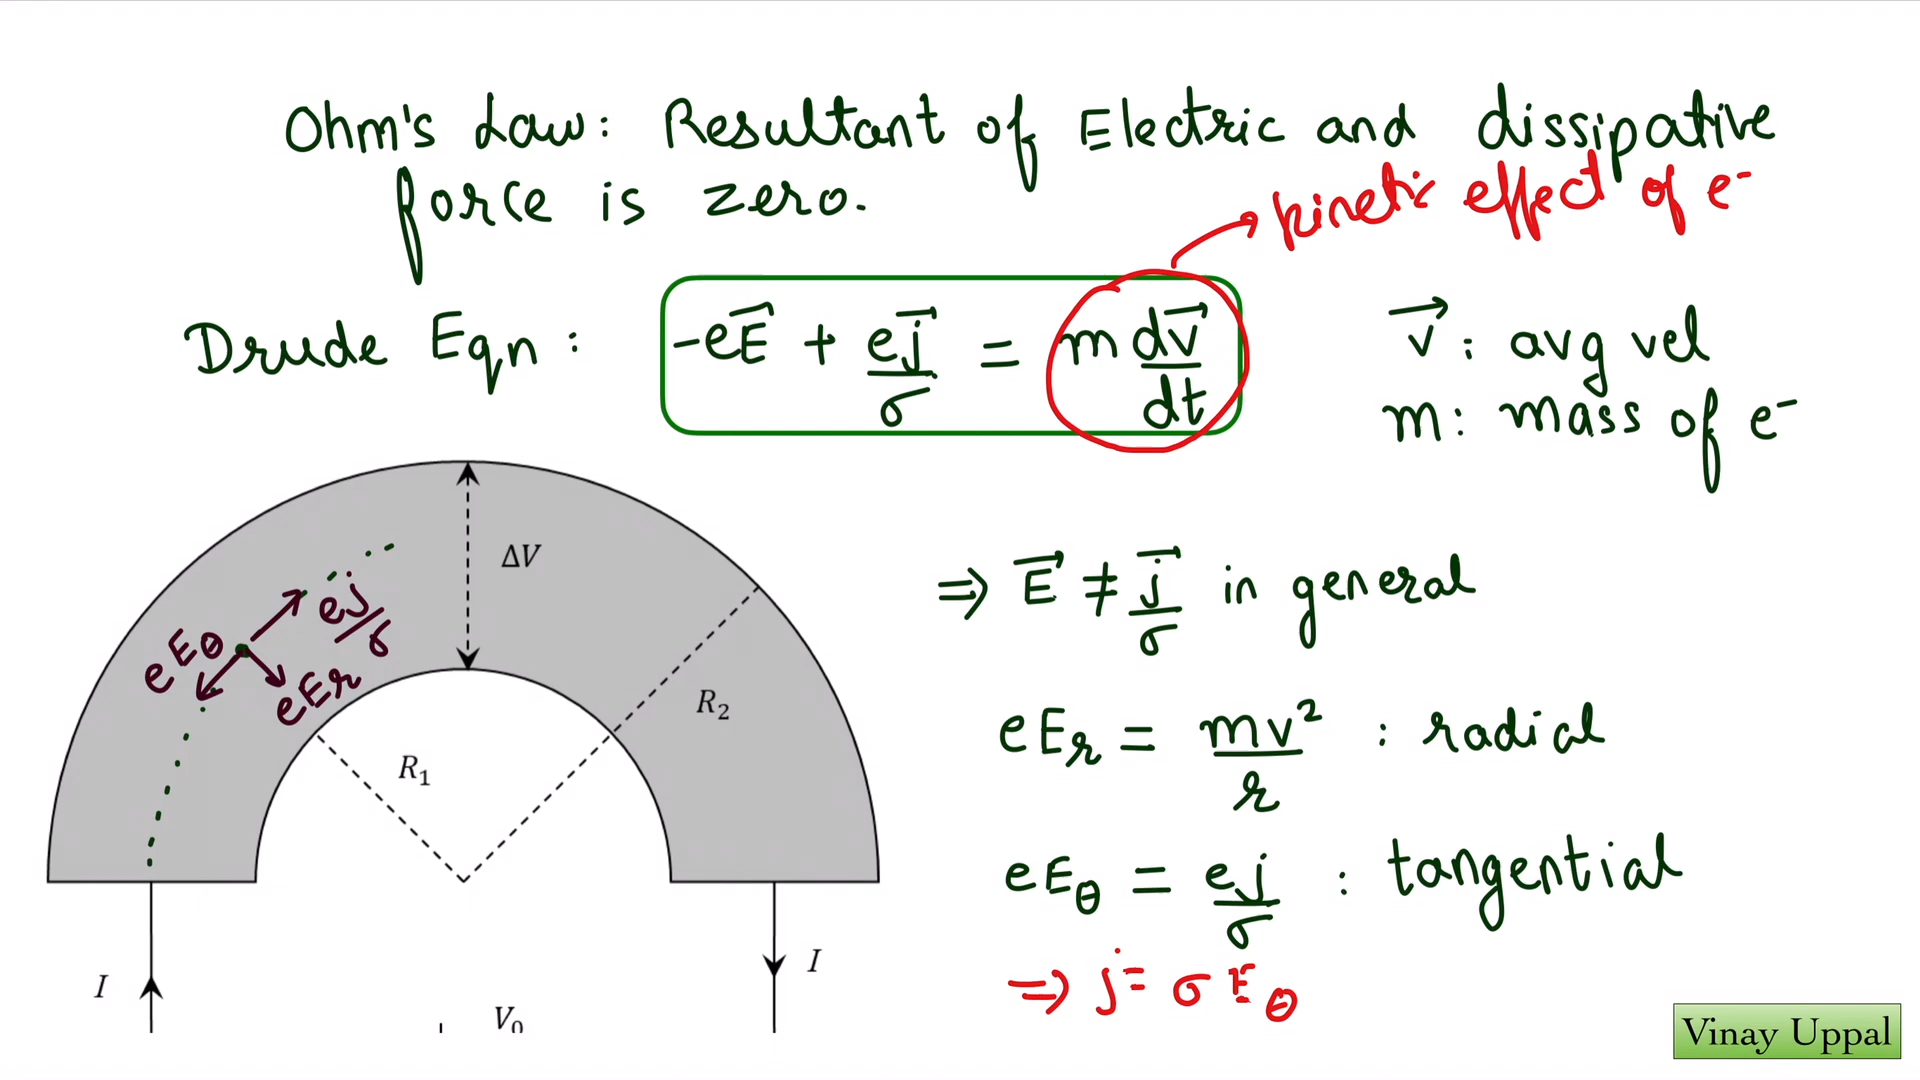 Ohm's Law: Resultant of Electric and dissipative
force is zero.
kinetic effect of e⁻
Drude Eqn: -eE⃗ + ej⃗/σ = m dv⃗/dt
v⃗: avg vel
m: mass of e⁻
ΔV
R₂
R₁
ej/σ
eEθ
eEr
I
I
V₀
⇒ E⃗ ≠ j⃗/σ in general
eEr = mv²/r : radial
eEθ = ej/σ : tangential
⇒ j = σEθ
Vinay Uppal